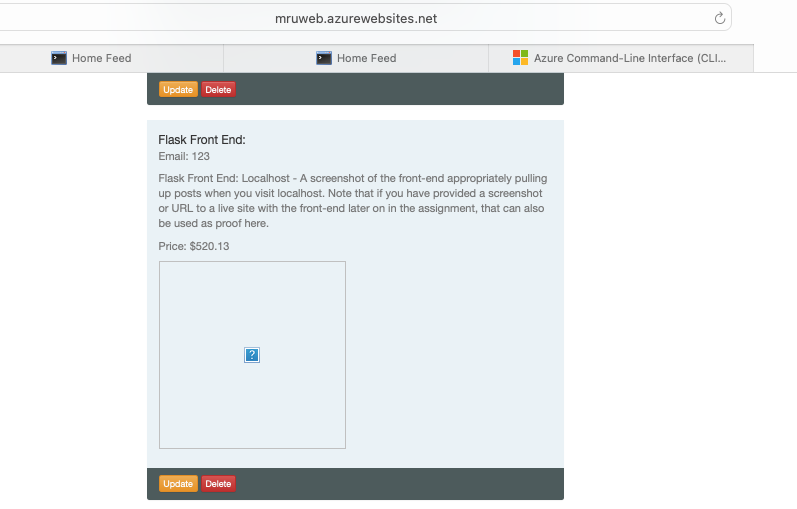 mruweb.azurewebsites.net
Home Feed
Home Feed
Azure Command-Line Interface (CLI...
Update Delete
Flask Front End:
Email: 123
Flask Front End: Localhost - A screenshot of the front-end appropriately pulling
up posts when you visit localhost. Note that if you have provided a screenshot
or URL to a live site with the front-end later on in the assignment, that can also
be used as proof here.
Price: $520.13
?
Update Delete